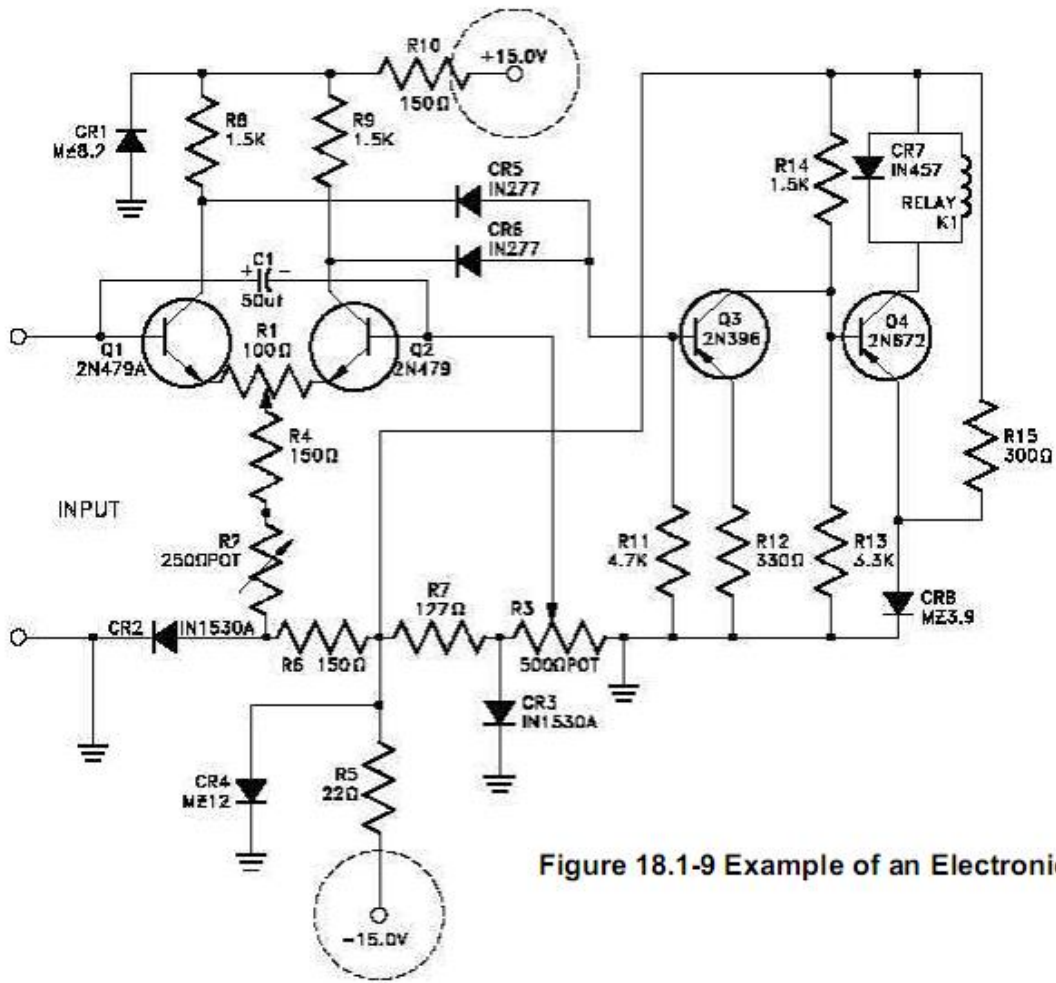 R10
+15.0V
150Ω
CR1
MZ8.2
R8
1.5K
R9
1.5K
CR5
IN277
CR6
IN277
R14
1.5K
CR7
IN457
RELAY
K1
+ C1 -
50uf
R1
100Ω
Q1
2N479A
Q2
2N479
Q3
2N396
Q4
2N672
R4
150Ω
R15
300Ω
INPUT
R2
250ΩPOT
R11
4.7K
R12
330Ω
R13
3.3K
CR8
MZ3.9
CR2
IN1530A
R6 150Ω
R7
127Ω
R3
500ΩPOT
CR3
IN1530A
CR4
MZ12
R5
22Ω
-15.0V
Figure 18.1-9 Example of an Electroni